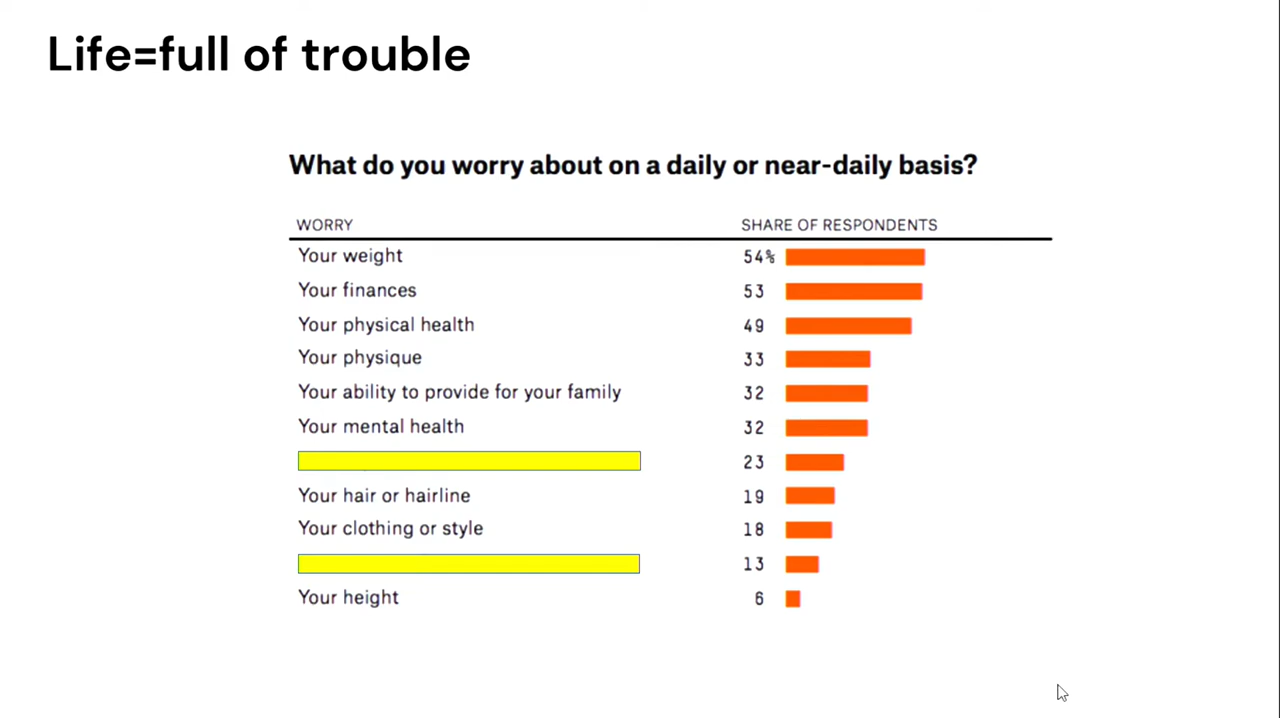 Life=full of trouble
What do you worry about on a daily or near-daily basis?
WORRY SHARE OF RESPONDENTS
Your weight 54%
Your finances 53
Your physical health 49
Your physique 33
Your ability to provide for your family 32
Your mental health 32
23
Your hair or hairline 19
Your clothing or style 18
13
Your height 6